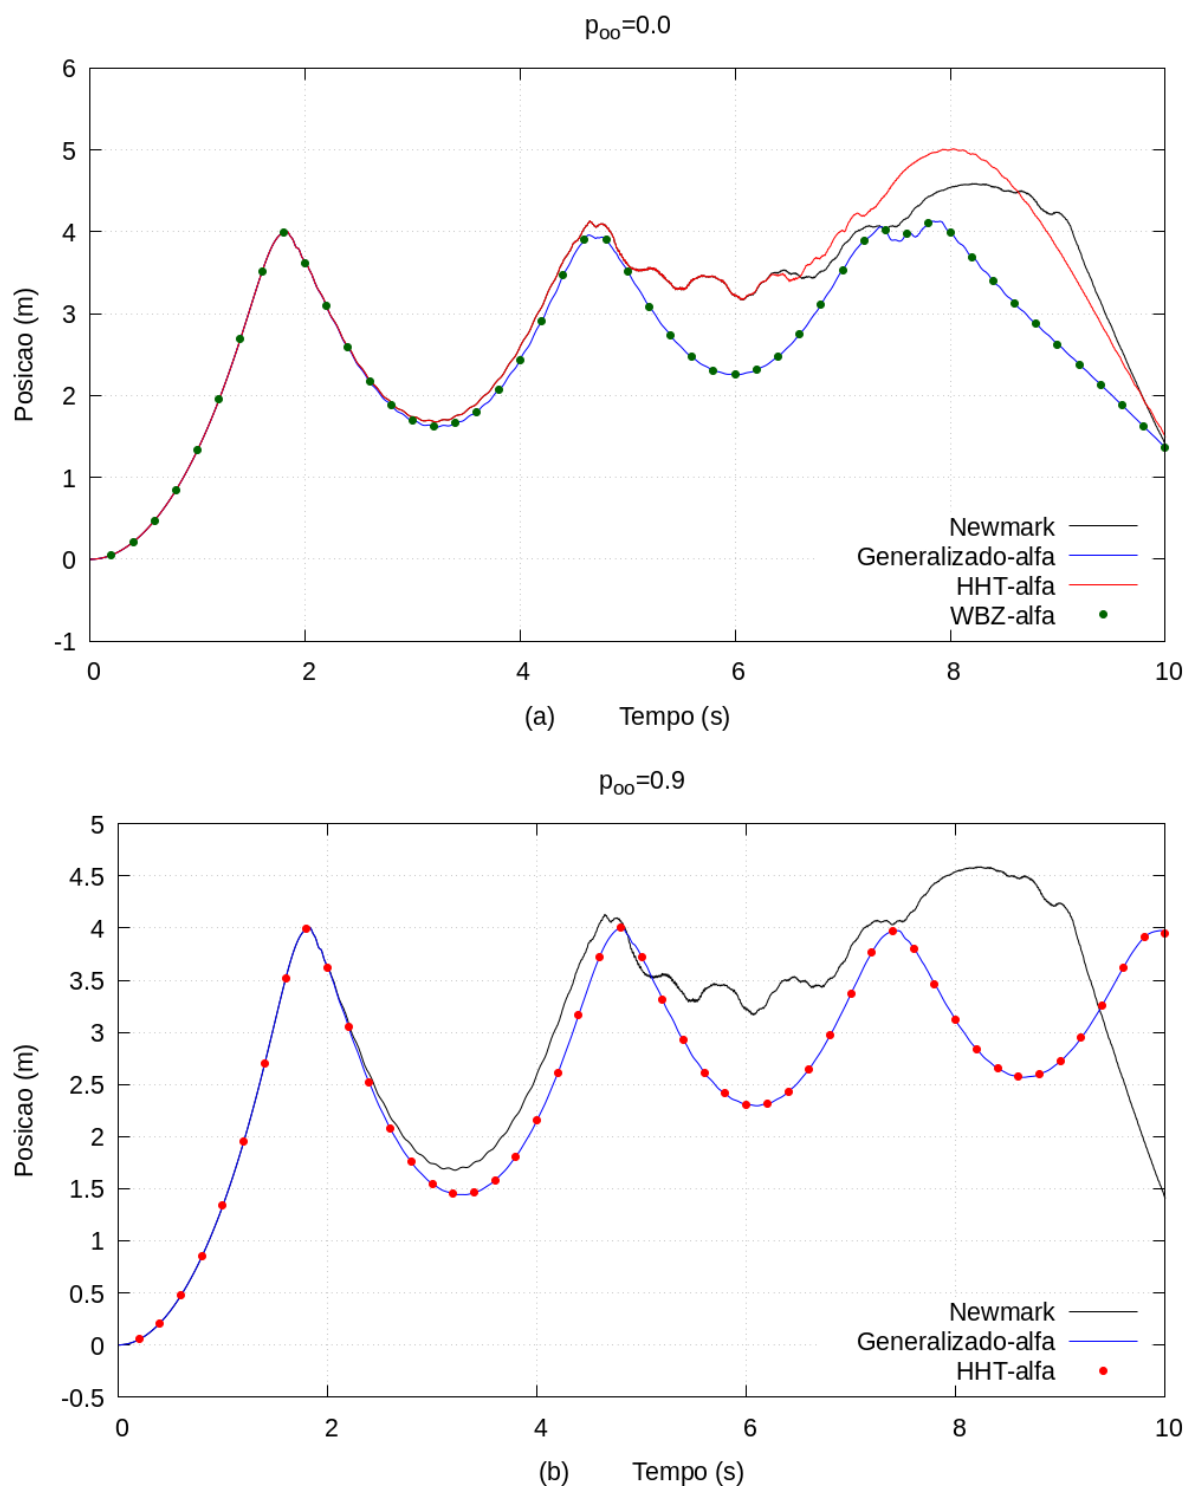 p₀₀=0.0
6
5
4
3
2
1
0
-1
Newmark
Generalizado-alfa
HHT-alfa
WBZ-alfa
0 2 4 6 8 10
Posicao (m)
(a) Tempo (s)
p₀₀=0.9
5
4.5
4
3.5
3
2.5
2
1.5
1
0.5
0
-0.5
Newmark
Generalizado-alfa
HHT-alfa
0 2 4 6 8 10
Posicao (m)
(b) Tempo (s)